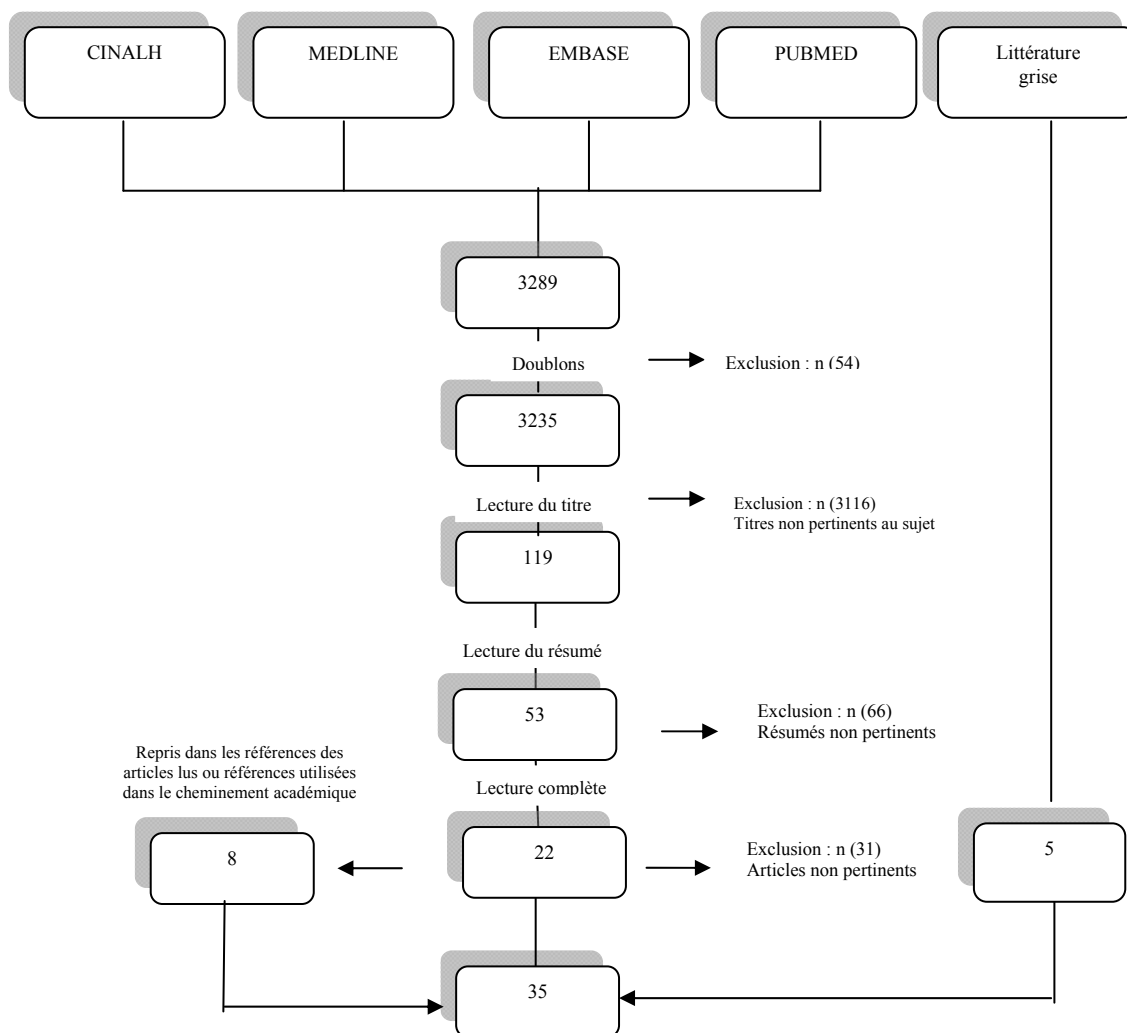 CINALH
MEDLINE
EMBASE
PUBMED
Littérature
grise
3289
Doublons
Exclusion : n (54)
3235
Lecture du titre
Exclusion : n (3116)
Titres non pertinents au sujet
119
Lecture du résumé
53
Exclusion : n (66)
Résumés non pertinents
Repris dans les références des
articles lus ou références utilisées
dans le cheminement académique
Lecture complète
8
22
Exclusion : n (31)
Articles non pertinents
5
35